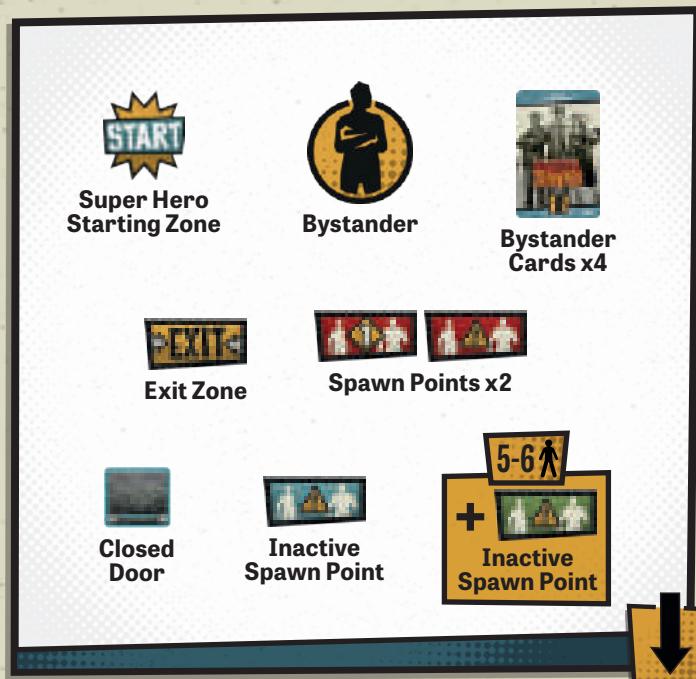 START
Super Hero
Starting Zone
Bystander
Bystander
Cards x4
EXIT
Exit Zone
1
Spawn Points x2
Closed
Door
Inactive
Spawn Point
5-6
+
Inactive
Spawn Point